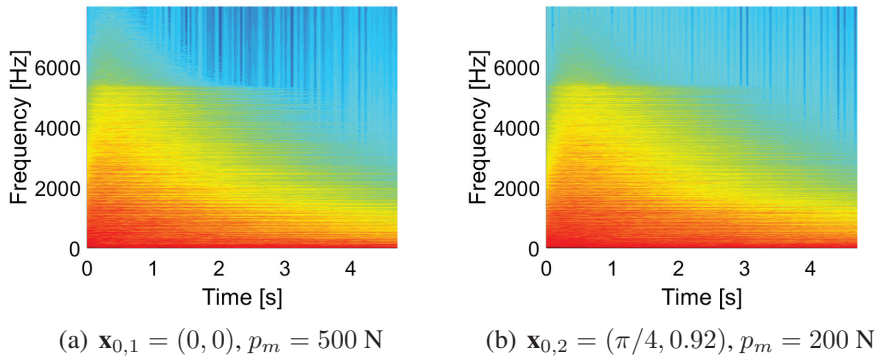 Frequency [Hz]
6000
4000
2000
0
0 1 2 3 4
Time [s]
(a) x₀,₁ = (0, 0), pₘ = 500 N
Frequency [Hz]
6000
4000
2000
0
0 1 2 3 4
Time [s]
(b) x₀,₂ = (π/4, 0.92), pₘ = 200 N